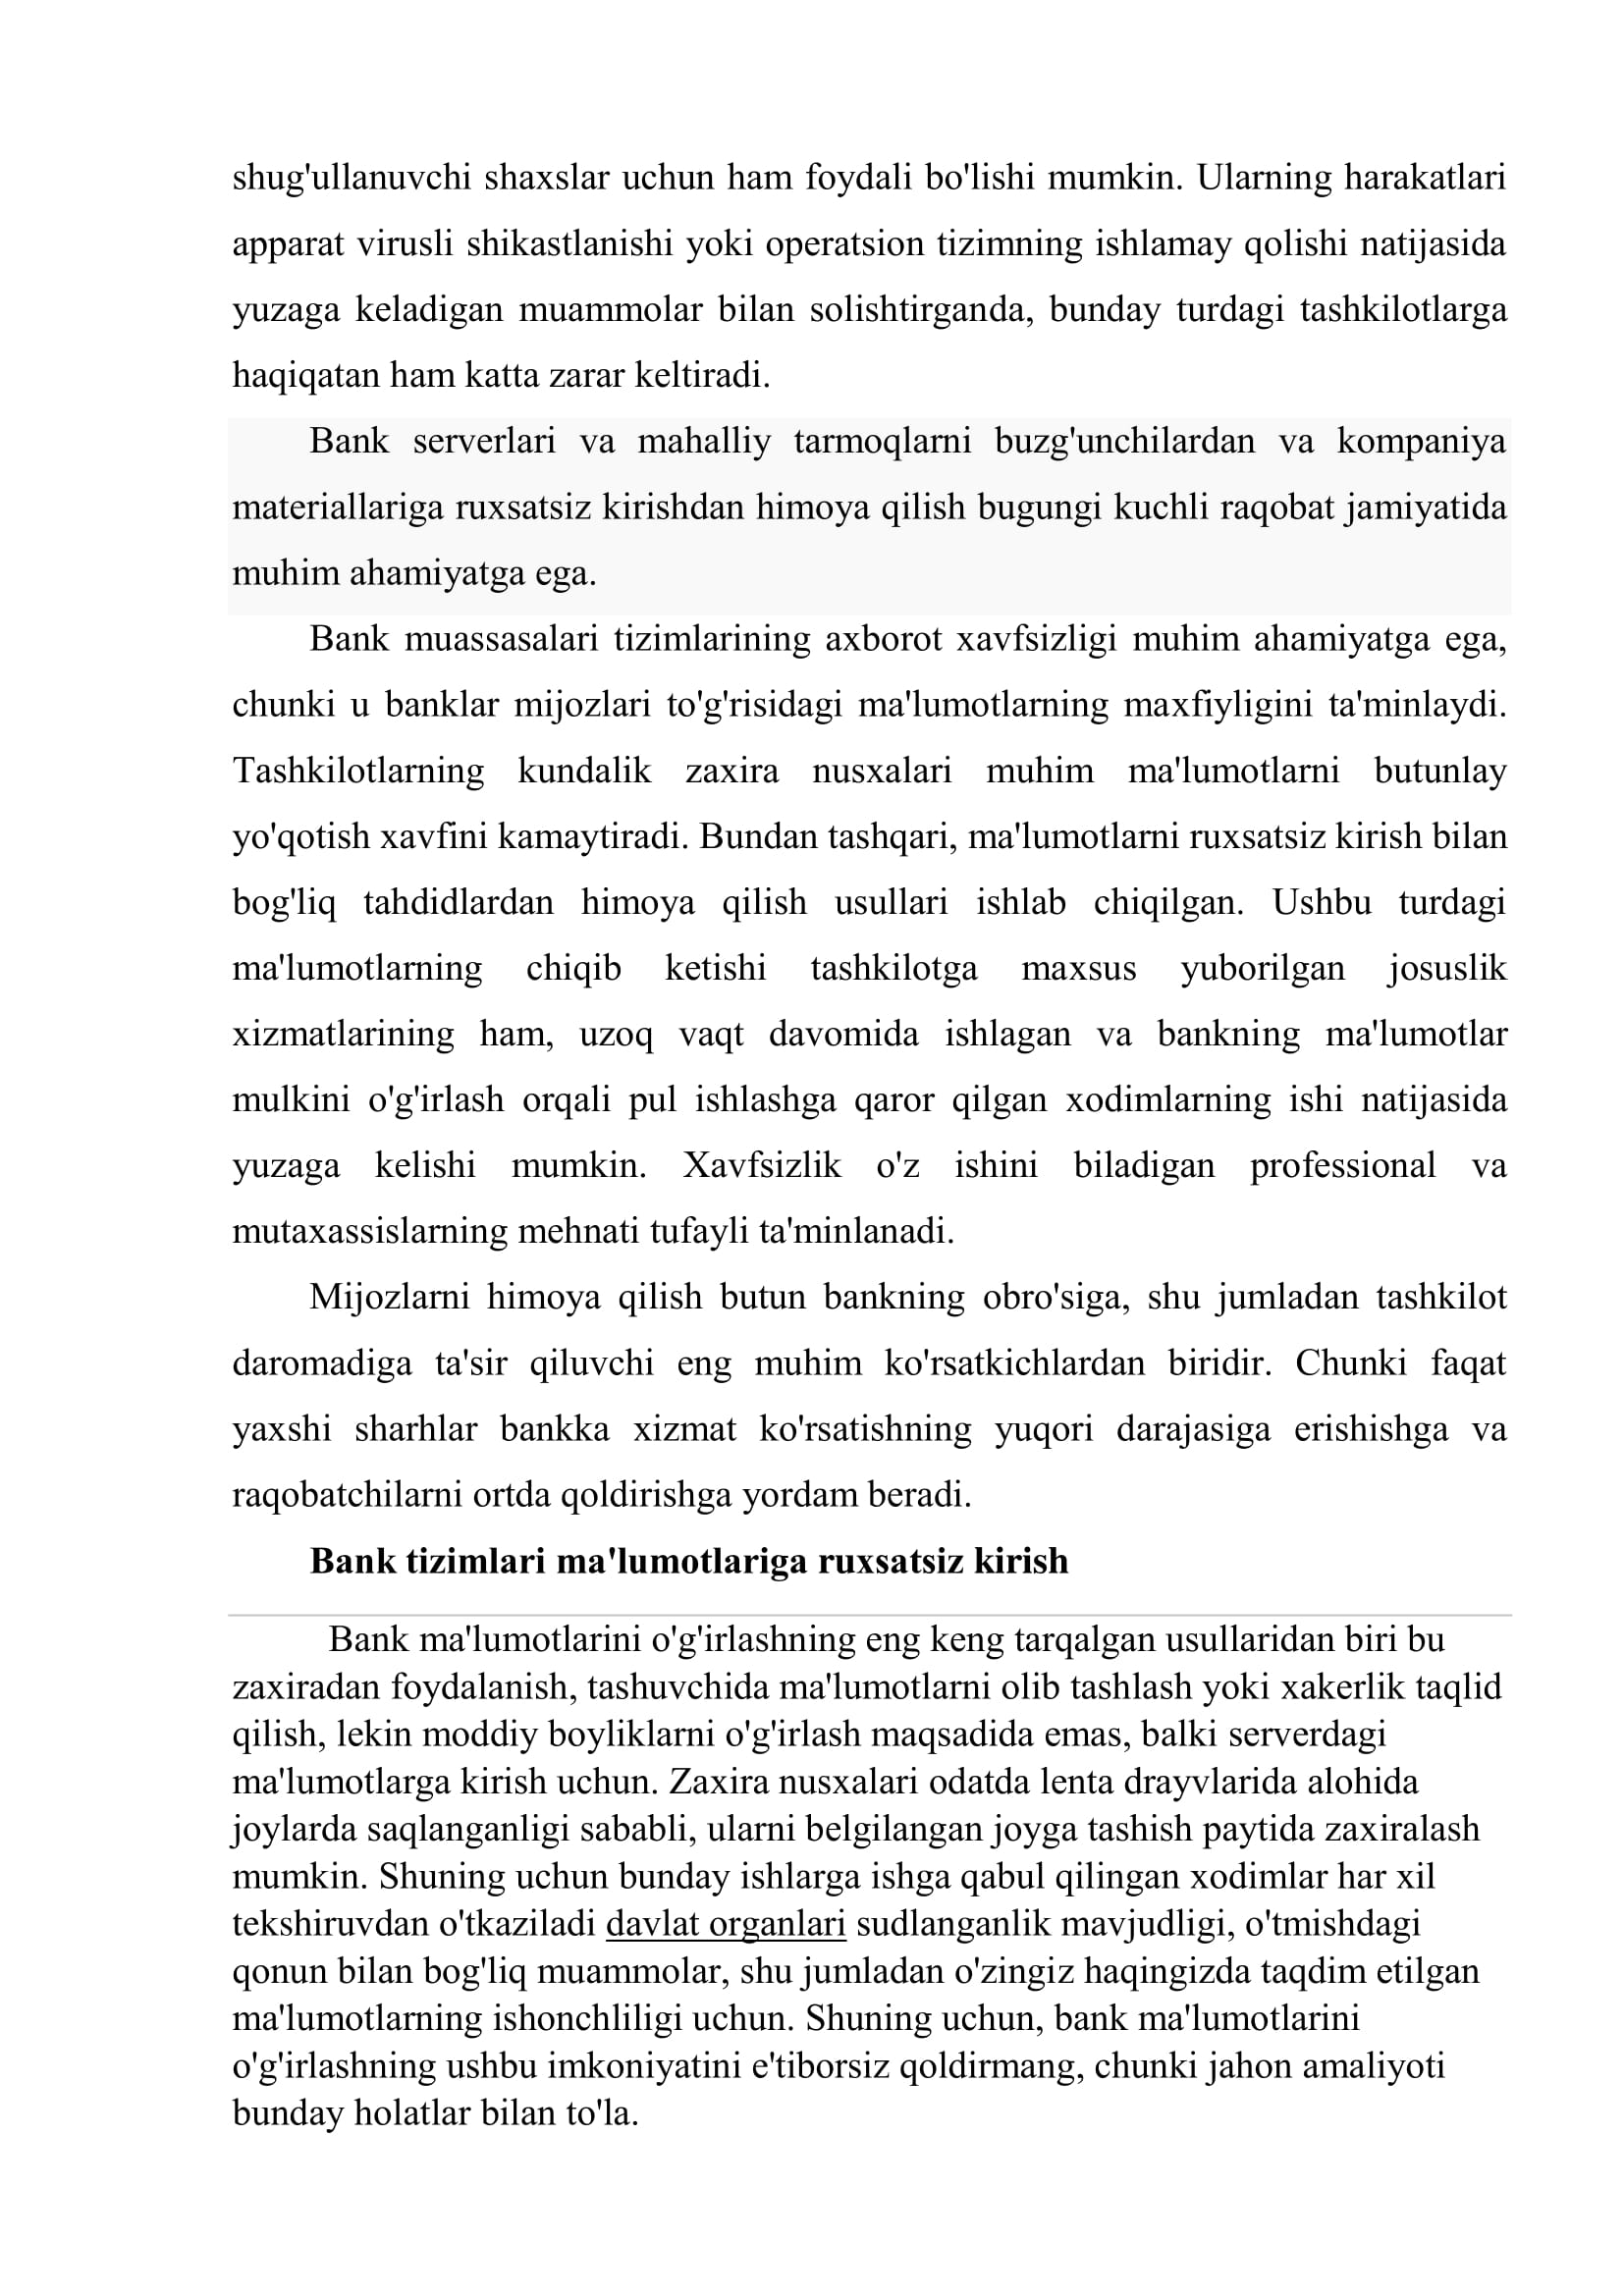 shug'ullanuvchi shaxslar uchun ham foydali bo'lishi mumkin. Ularning harakatlari
apparat virusli shikastlanishi yoki operatsion tizimning ishlamay qolishi natijasida
yuzaga keladigan muammolar bilan solishtirganda, bunday turdagi tashkilotlarga
haqiqatan ham katta zarar keltiradi.
Bank serverlari va mahalliy tarmoqlarni buzg'unchilardan va kompaniya
materiallariga ruxsatsiz kirishdan himoya qilish bugungi kuchli raqobat jamiyatida
muhim ahamiyatga ega.
Bank muassasalari tizimlarining axborot xavfsizligi muhim ahamiyatga ega,
chunki u banklar mijozlari to'g'risidagi ma'lumotlarning maxfiyligini ta'minlaydi.
Tashkilotlarning kundalik zaxira nusxalari muhim ma'lumotlarni butunlay
yo'qotish xavfini kamaytiradi. Bundan tashqari, ma'lumotlarni ruxsatsiz kirish bilan
bog'liq tahdidlardan himoya qilish usullari ishlab chiqilgan. Ushbu turdagi
ma'lumotlarning chiqib ketishi tashkilotga maxsus yuborilgan josuslik
xizmatlarining ham, uzoq vaqt davomida ishlagan va bankning ma'lumotlar
mulkini o'g'irlash orqali pul ishlashga qaror qilgan xodimlarning ishi natijasida
yuzaga kelishi mumkin. Xavfsizlik o'z ishini biladigan professional va
mutaxassislarning mehnati tufayli ta'minlanadi.
Mijozlarni himoya qilish butun bankning obro'siga, shu jumladan tashkilot
daromadiga ta'sir qiluvchi eng muhim ko'rsatkichlardan biridir. Chunki faqat
yaxshi sharhlar bankka xizmat ko'rsatishning yuqori darajasiga erishishga va
raqobatchilarni ortda qoldirishga yordam beradi.
Bank tizimlari ma'lumotlariga ruxsatsiz kirish
Bank ma'lumotlarini o'g'irlashning eng keng tarqalgan usullaridan biri bu
zaxiradan foydalanish, tashuvchida ma'lumotlarni olib tashlash yoki xakerlik taqlid
qilish, lekin moddiy boyliklarni o'g'irlash maqsadida emas, balki serverdagi
ma'lumotlarga kirish uchun. Zaxira nusxalari odatda lenta drayvlarida alohida
joylarda saqlanganligi sababli, ularni belgilangan joyga tashish paytida zaxiralash
mumkin. Shuning uchun bunday ishlarga ishga qabul qilingan xodimlar har xil
tekshiruvdan o'tkaziladi davlat organlari sudlanganlik mavjudligi, o'tmishdagi
qonun bilan bog'liq muammolar, shu jumladan o'zingiz haqingizda taqdim etilgan
ma'lumotlarning ishonchliligi uchun. Shuning uchun, bank ma'lumotlarini
o'g'irlashning ushbu imkoniyatini e'tiborsiz qoldirmang, chunki jahon amaliyoti
bunday holatlar bilan to'la.